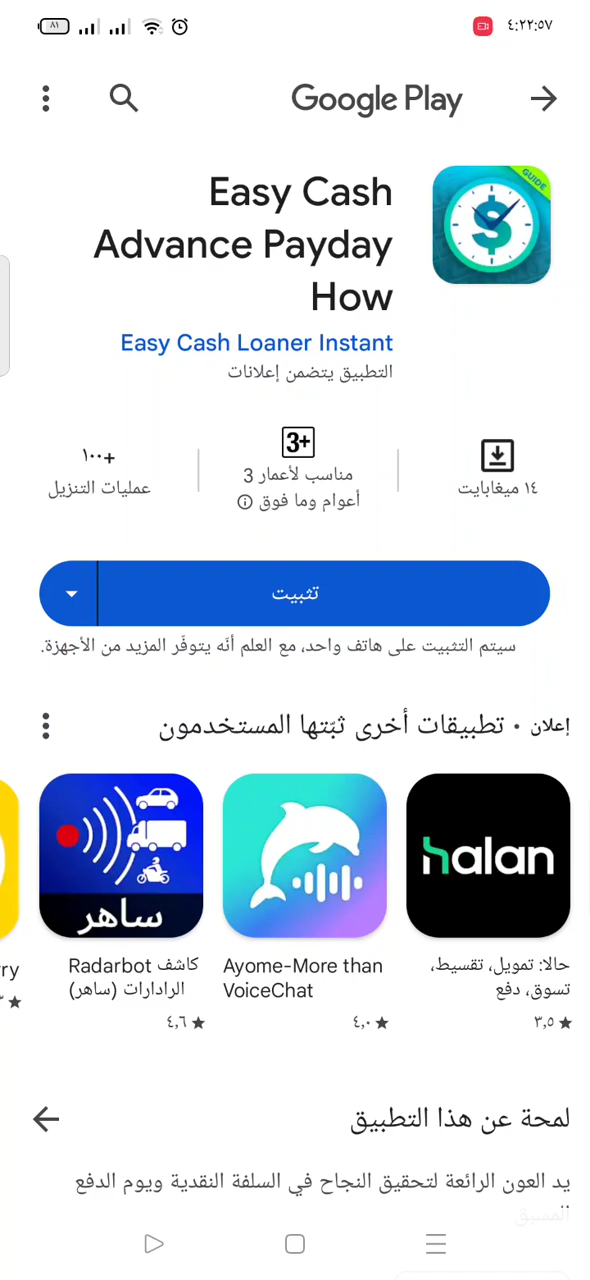 ٨١
٤:٢٢:٥٧
Google Play
Easy Cash
Advance Payday
How
GUIDE
Easy Cash Loaner Instant
التطبيق يتضمن إعلانات
١٤ ميغابايت
3+
مناسب لأعمار 3
أعوام وما فوق
+١٠٠
عمليات التنزيل
تثبيت
سيتم التثبيت على هاتف واحد، مع العلم أنّه يتوفّر المزيد من الأجهزة.
إعلان • تطبيقات أخرى ثبّتها المستخدمون
halan
ساهر
حالا: تمويل، تقسيط،
تسوق، دفع
٣,٥ ★
Ayome-More than
VoiceChat
٤,٠ ★
Radarbot كاشف
الرادارات (ساهر)
٤,٦ ★
ry
لمحة عن هذا التطبيق
يد العون الرائعة لتحقيق النجاح في السلفة النقدية ويوم الدفع
المسبق